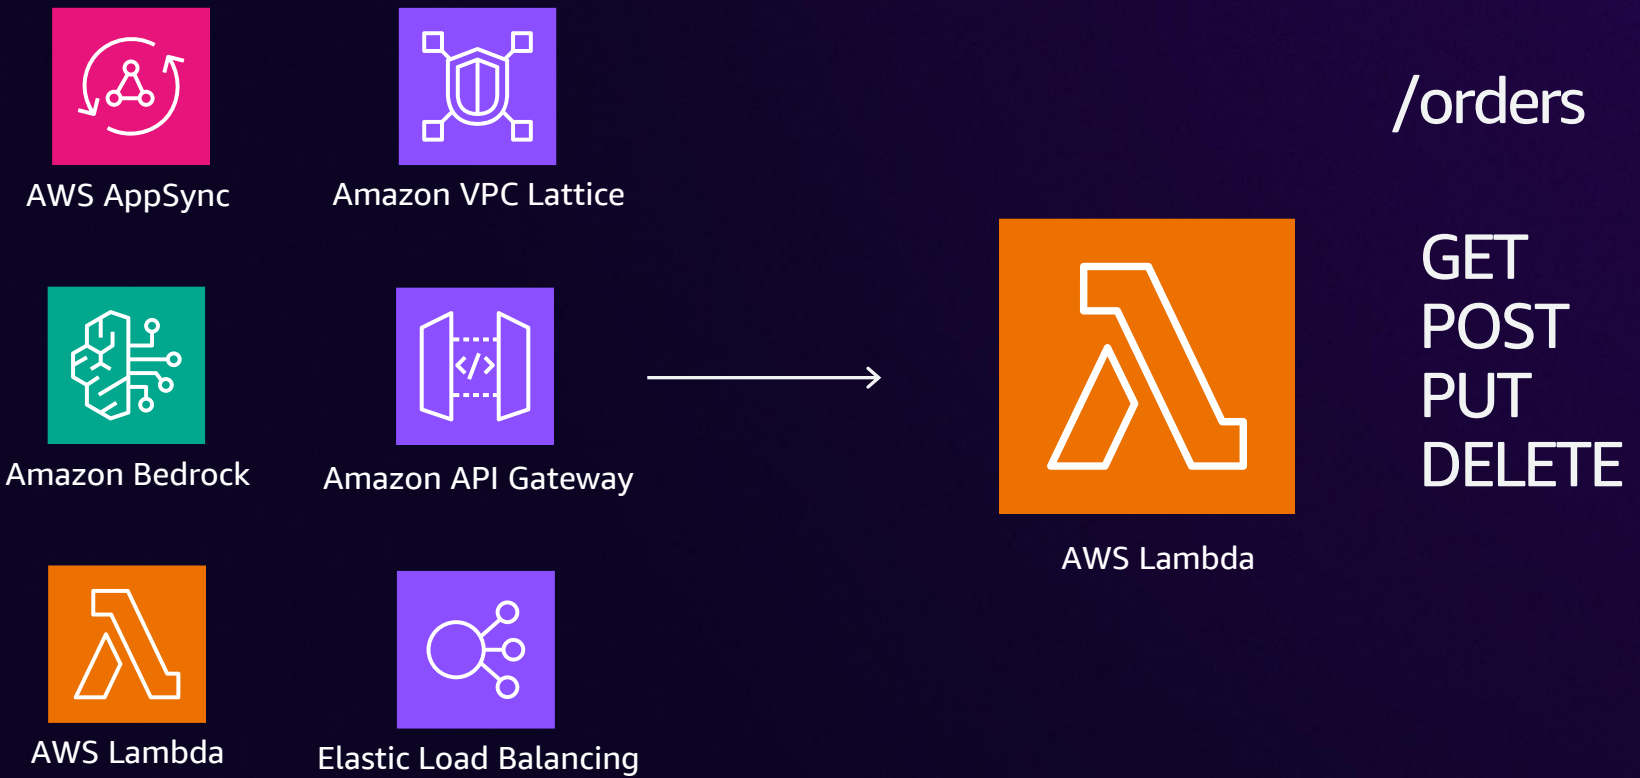 AWS AppSync
Amazon VPC Lattice
Amazon Bedrock
</>
Amazon API Gateway
AWS Lambda
Elastic Load Balancing
AWS Lambda
/orders
GET
POST
PUT
DELETE